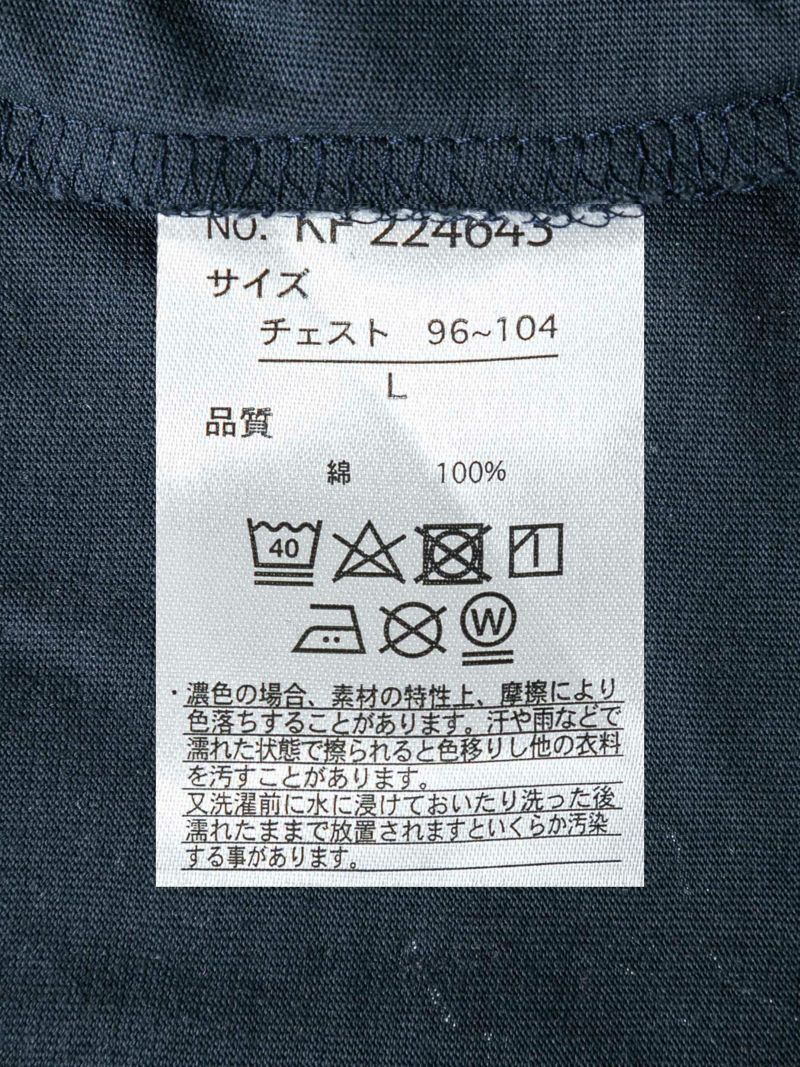 No. KF 224643
サイズ
チェスト 96~104
L
品質
綿 100%
40
W
・濃色の場合、素材の特性上、摩擦により
色落ちすることがあります。汗や雨などで
濡れた状態で擦られると色移りし他の衣料
を汚すことがあります。
又洗濯前に水に浸けておいたり洗った後
濡れたままで放置されますといくらか汚染
する事があります。